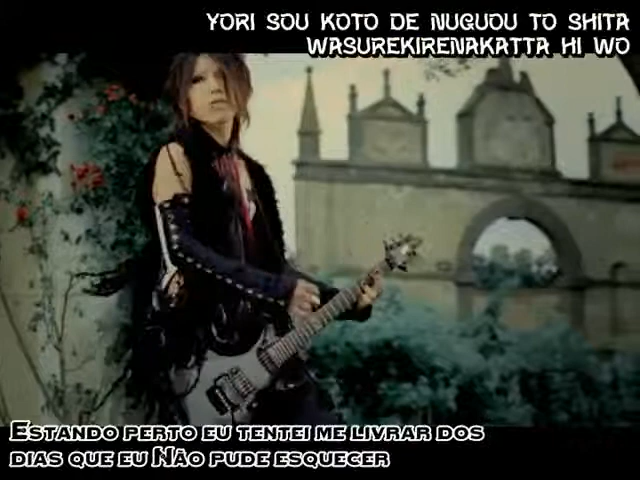 YORI SOU KOTO DE NUGUOU TO SHITA
WASUREKIRENAKATTA HI WO
ESTANDO PERTO EU TENTEI ME LIVRAR DOS
DIAS QUE EU NÃO PUDE ESQUECER